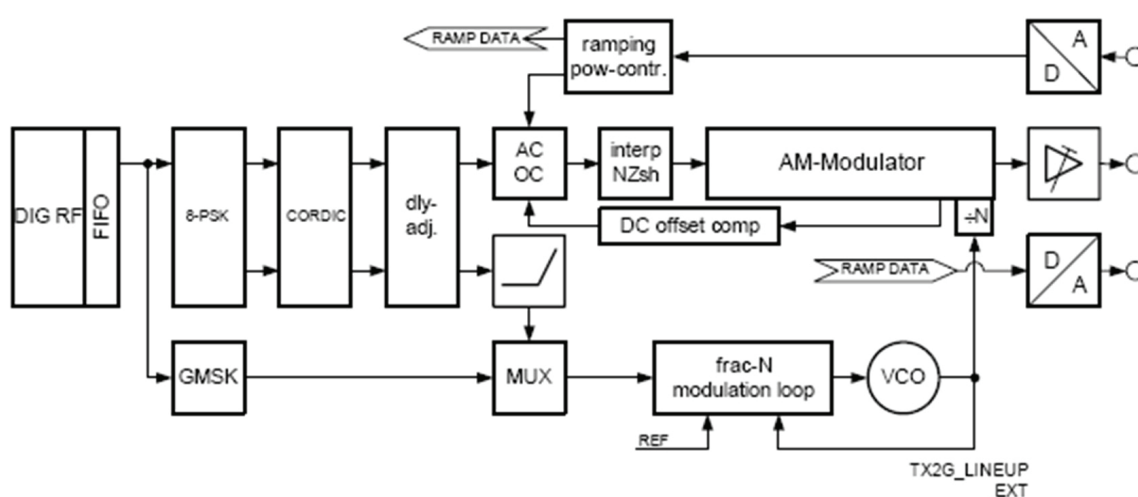 RAMP DATA
ramping
pow-contr.
A
D
DIG RF
FIFO
8-PSK
CORDIC
dly-
adj.
AC
OC
interp
NZsh
AM-Modulator
÷N
DC offset comp
RAMP DATA
D
A
GMSK
MUX
frac-N
modulation loop
VCO
REF
TX2G_LINEUP
EXT